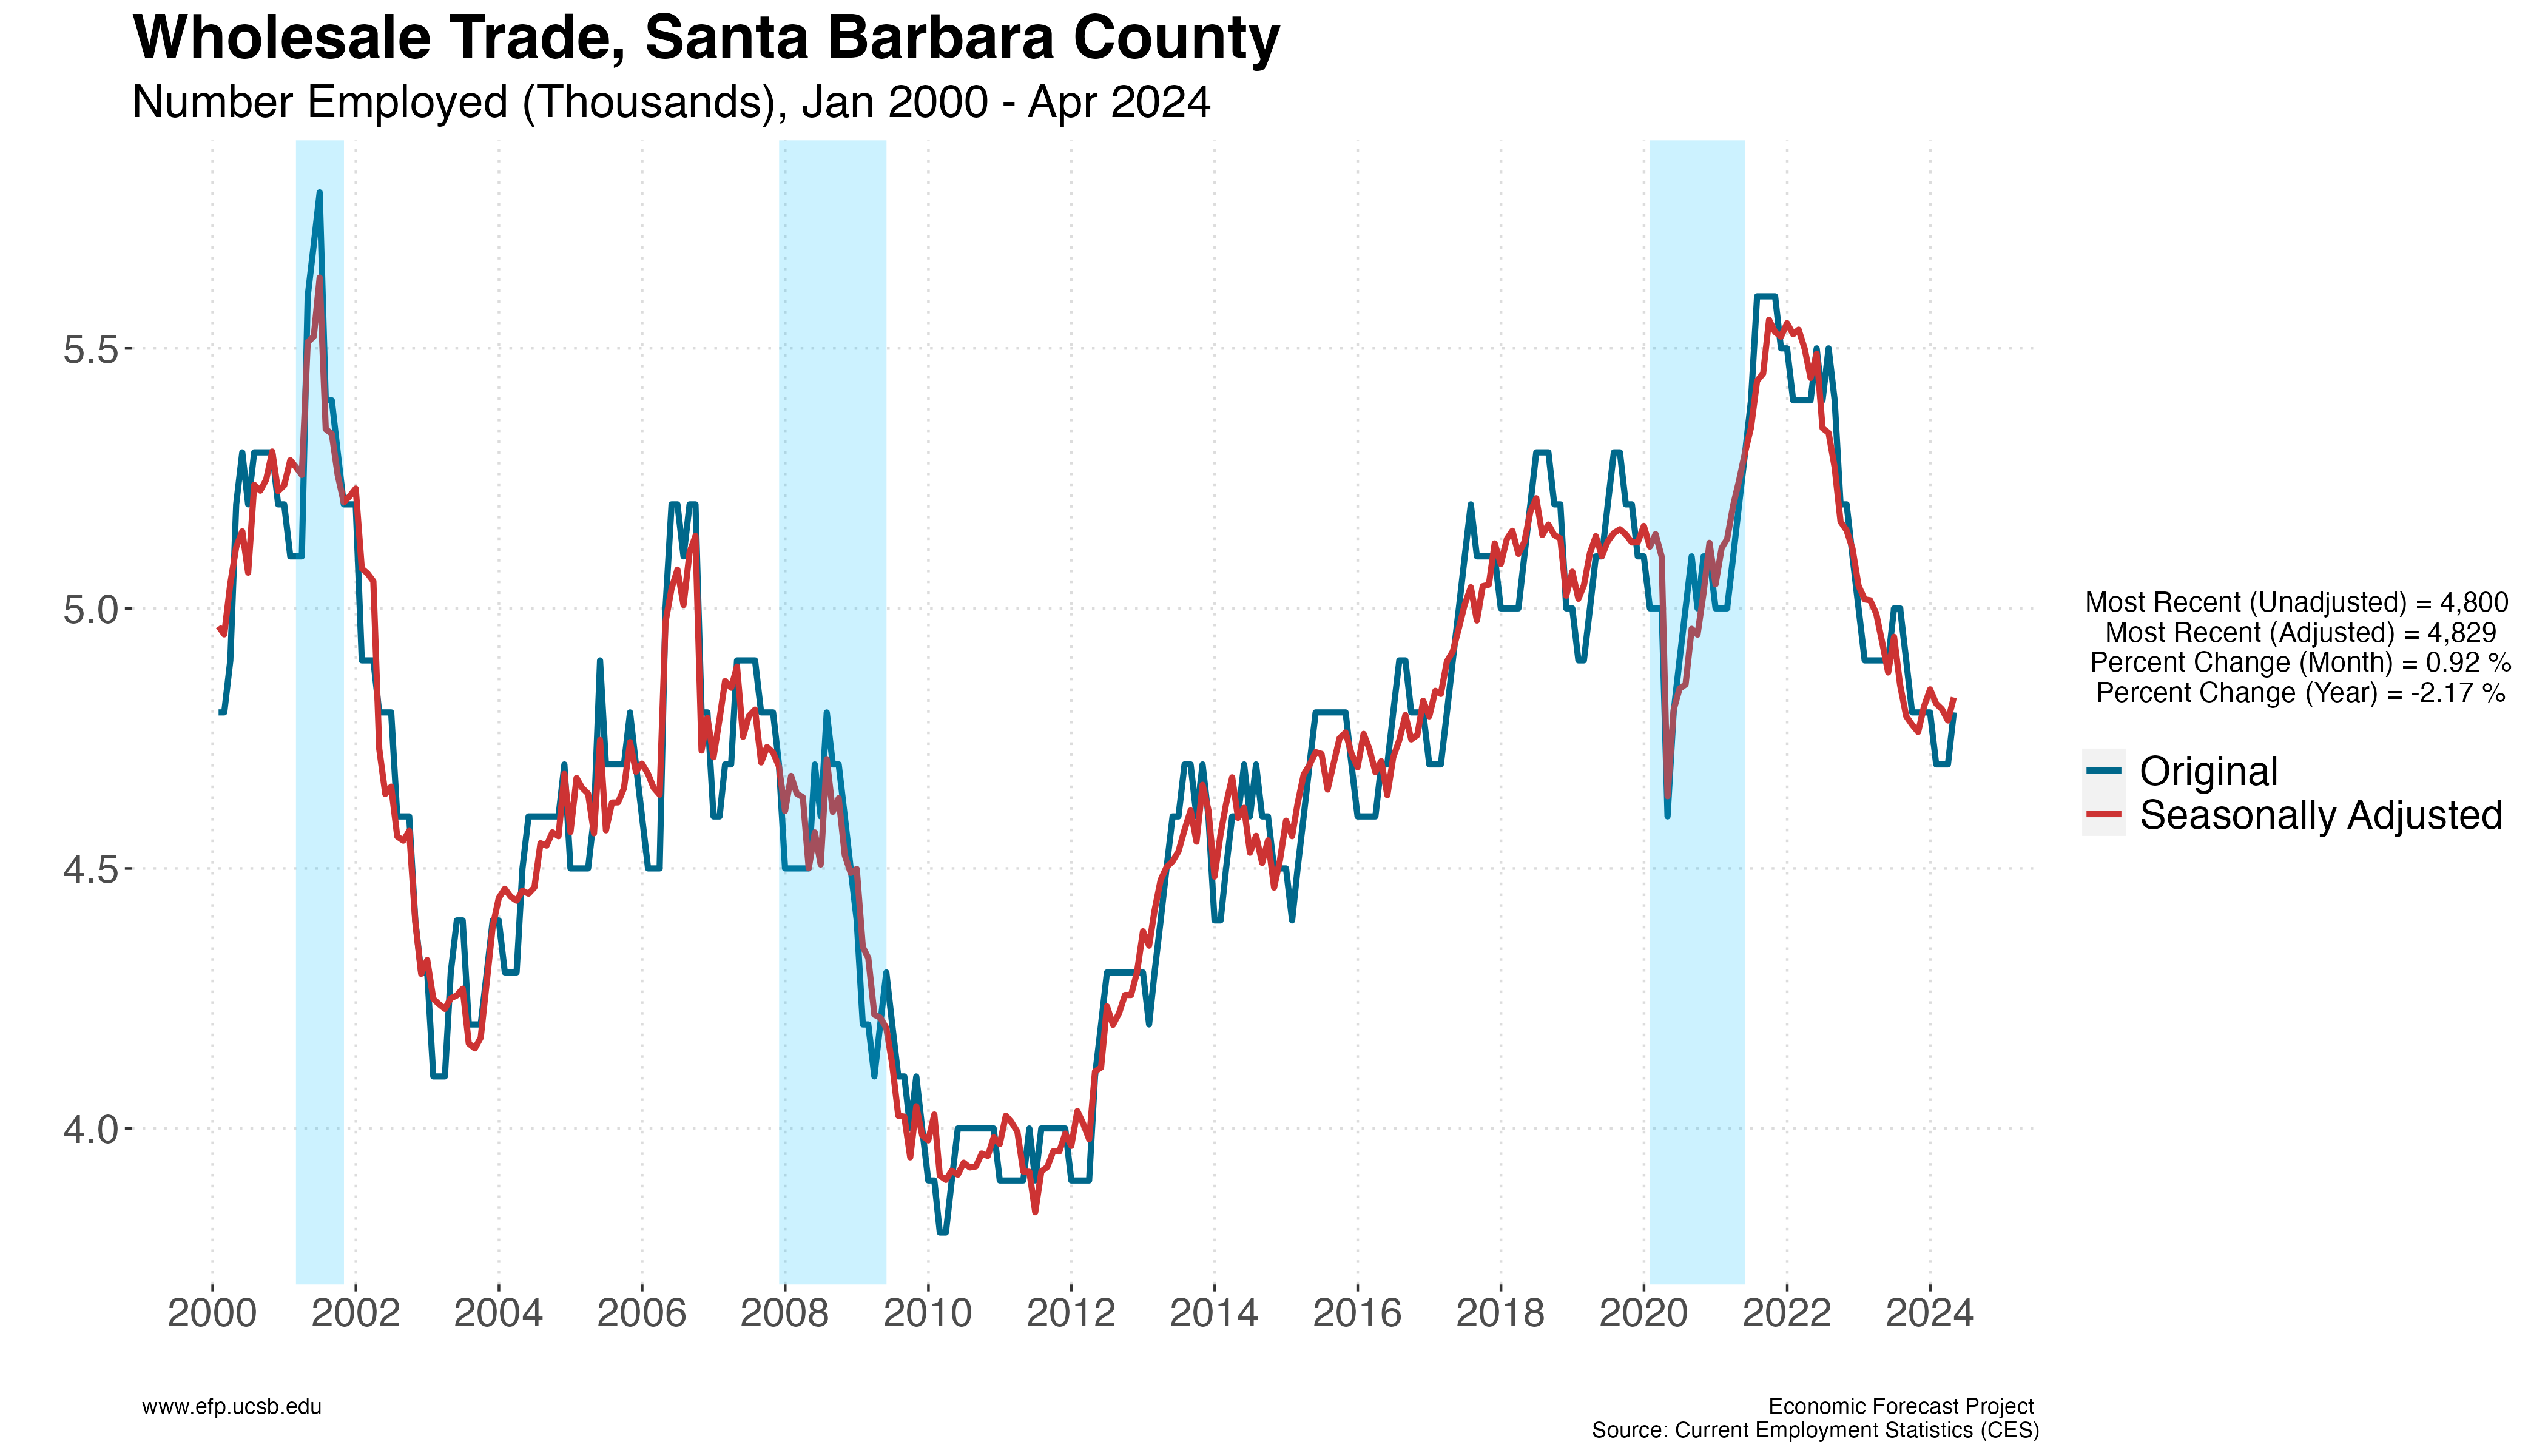 Wholesale Trade, Santa Barbara County
Number Employed (Thousands), Jan 2000 - Apr 2024
5.5
5.0
4.5
4.0
2000 2002 2004 2006 2008 2010 2012 2014 2016 2018 2020 2022 2024
Most Recent (Unadjusted) = 4,800
Most Recent (Adjusted) = 4,829
Percent Change (Month) = 0.92 %
Percent Change (Year) = -2.17 %
Original
Seasonally Adjusted
www.efp.ucsb.edu
Economic Forecast Project
Source: Current Employment Statistics (CES)